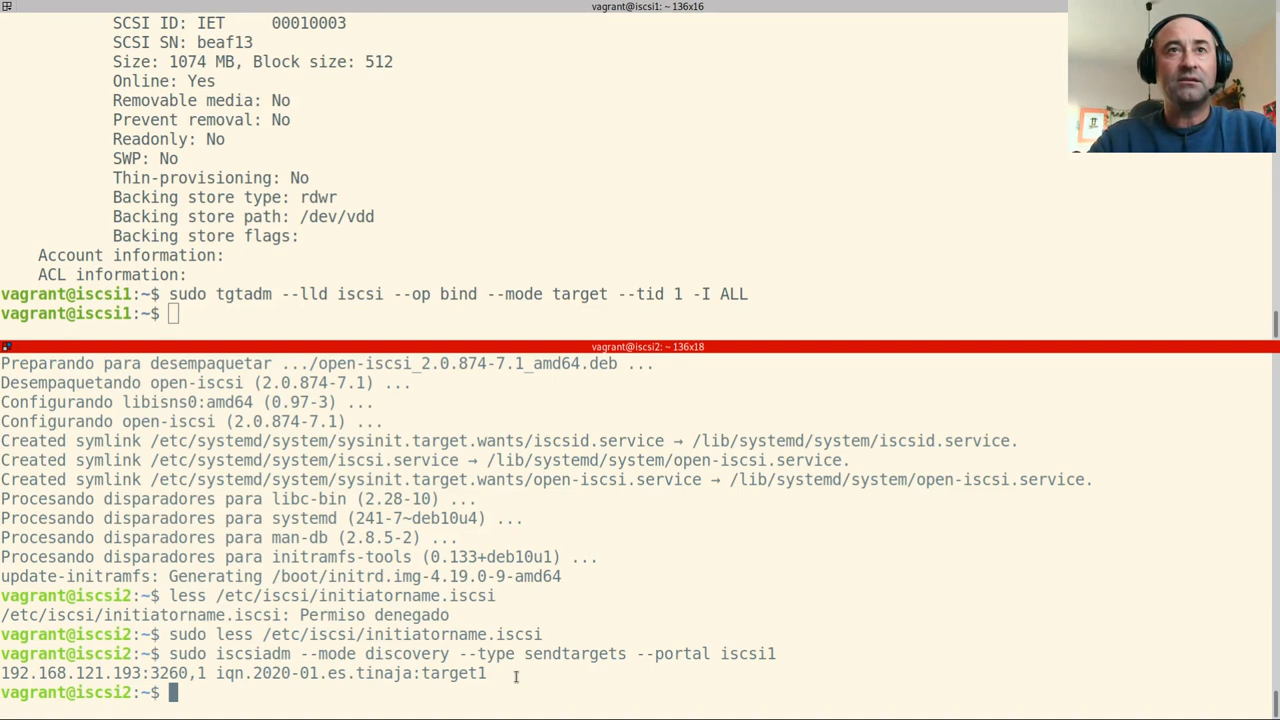 vagrant@iscsi1: ~ 136x16
SCSI ID: IET     00010003
SCSI SN: beaf13
Size: 1074 MB, Block size: 512
Online: Yes
Removable media: No
Prevent removal: No
Readonly: No
SWP: No
Thin-provisioning: No
Backing store type: rdwr
Backing store path: /dev/vdd
Backing store flags:
Account information:
ACL information:
vagrant@iscsi1:~$ sudo tgtadm --lld iscsi --op bind --mode target --tid 1 -I ALL
vagrant@iscsi1:~$
vagrant@iscsi2: ~ 136x18
Preparando para desempaquetar .../open-iscsi_2.0.874-7.1_amd64.deb ...
Desempaquetando open-iscsi (2.0.874-7.1) ...
Configurando libisns0:amd64 (0.97-3) ...
Configurando open-iscsi (2.0.874-7.1) ...
Created symlink /etc/systemd/system/sysinit.target.wants/iscsid.service → /lib/systemd/system/iscsid.service.
Created symlink /etc/systemd/system/iscsi.service → /lib/systemd/system/open-iscsi.service.
Created symlink /etc/systemd/system/sysinit.target.wants/open-iscsi.service → /lib/systemd/system/open-iscsi.service.
Procesando disparadores para libc-bin (2.28-10) ...
Procesando disparadores para systemd (241-7~deb10u4) ...
Procesando disparadores para man-db (2.8.5-2) ...
Procesando disparadores para initramfs-tools (0.133+deb10u1) ...
update-initramfs: Generating /boot/initrd.img-4.19.0-9-amd64
vagrant@iscsi2:~$ less /etc/iscsi/initiatorname.iscsi
/etc/iscsi/initiatorname.iscsi: Permiso denegado
vagrant@iscsi2:~$ sudo less /etc/iscsi/initiatorname.iscsi
vagrant@iscsi2:~$ sudo iscsiadm --mode discovery --type sendtargets --portal iscsi1
192.168.121.193:3260,1 iqn.2020-01.es.tinaja:target1
vagrant@iscsi2:~$